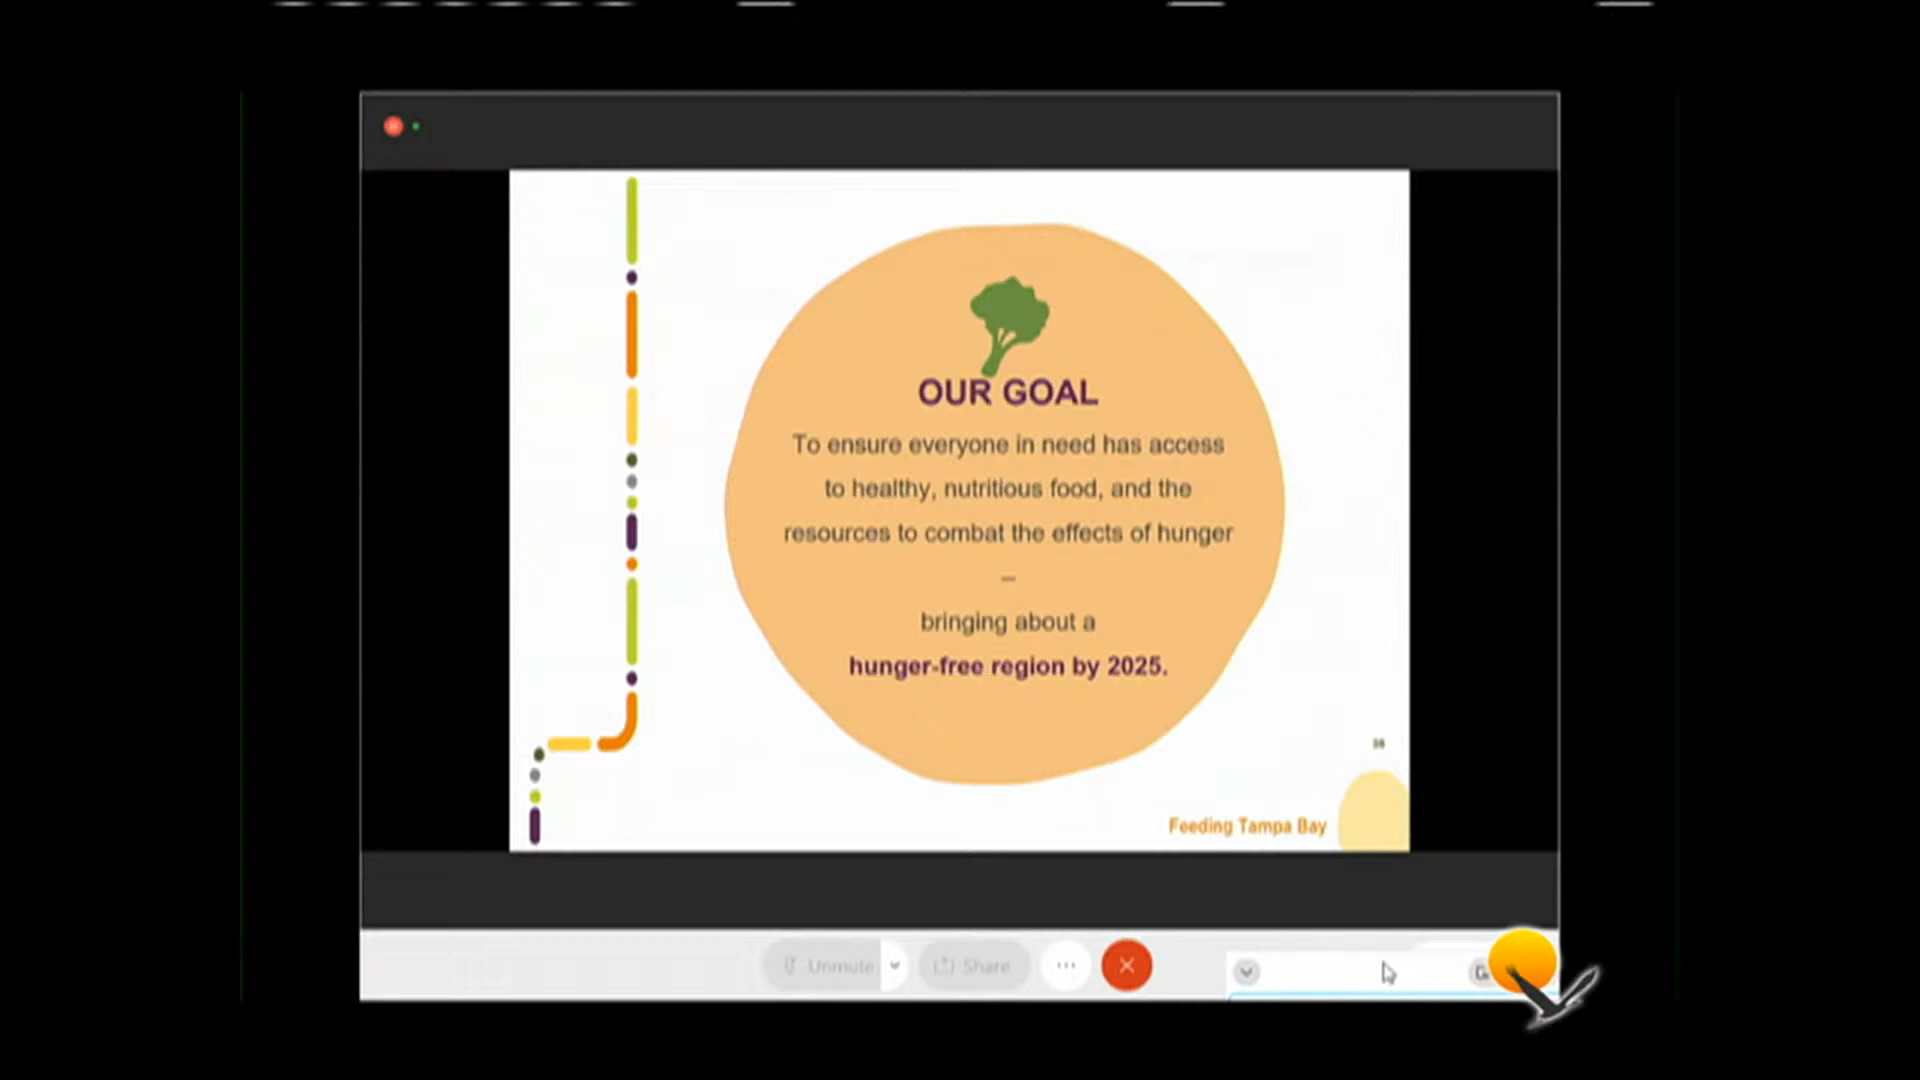 OUR GOAL
To ensure everyone in need has access
to healthy, nutritious food, and the
resources to combat the effects of hunger
–
bringing about a
hunger-free region by 2025.
Feeding Tampa Bay
Unmute
Share